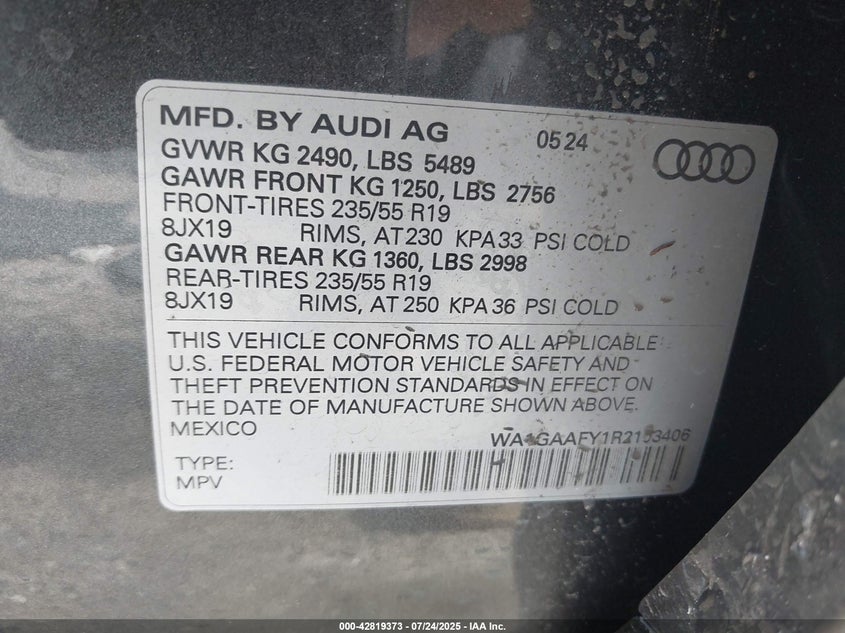 MFD. BY AUDI AG 05 24
GVWR KG 2490, LBS 5489
GAWR FRONT KG 1250, LBS 2756
FRONT-TIRES 235/55 R19
8JX19 RIMS, AT 230 KPA 33 PSI COLD
GAWR REAR KG 1360, LBS 2998
REAR-TIRES 235/55 R19
8JX19 RIMS, AT 250 KPA 36 PSI COLD
THIS VEHICLE CONFORMS TO ALL APPLICABLE
U.S. FEDERAL MOTOR VEHICLE SAFETY AND
THEFT PREVENTION STANDARDS IN EFFECT ON
THE DATE OF MANUFACTURE SHOWN ABOVE.
MEXICO
TYPE:
MPV
000-42819373 - 07/24/2025 - IAA Inc.